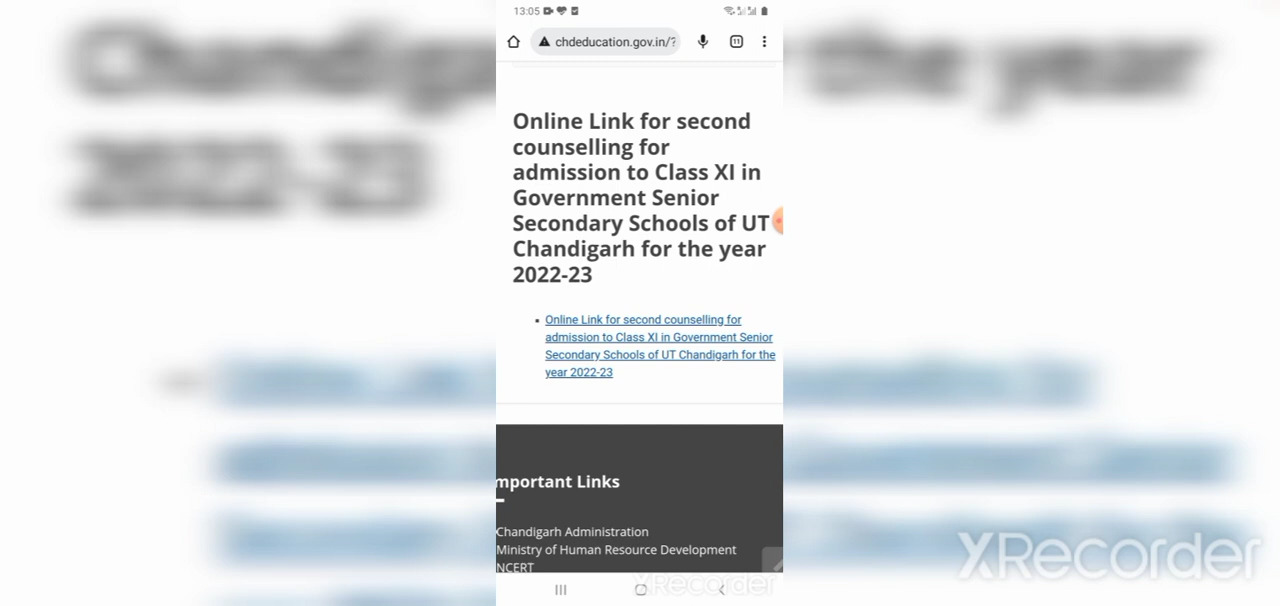 13:05
chdeducation.gov.in/?
11
Online Link for second
counselling for
admission to Class XI in
Government Senior
Secondary Schools of UT
Chandigarh for the year
2022-23
Online Link for second counselling for
admission to Class XI in Government Senior
Secondary Schools of UT Chandigarh for the
year 2022-23
mportant Links
Chandigarh Administration
Ministry of Human Resource Development
NCERT
XRecorder
XRecorder